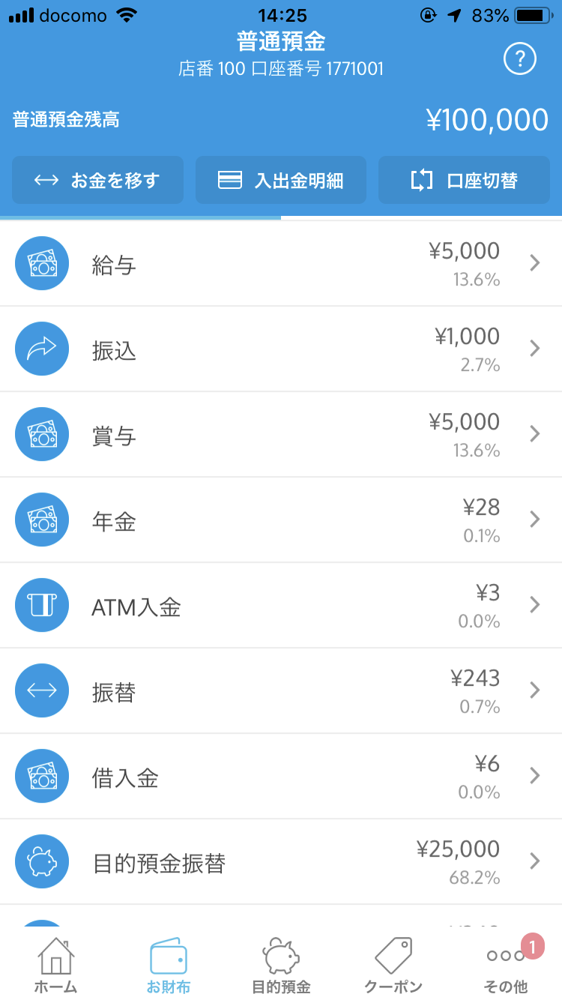 docomo 14:25 83%
普通預金
店番 100 口座番号 1771001
?
普通預金残高 ¥100,000
お金を移す 入出金明細 口座切替
給与 ¥5,000
13.6%
振込 ¥1,000
2.7%
賞与 ¥5,000
13.6%
年金 ¥28
0.1%
ATM入金 ¥3
0.0%
振替 ¥243
0.7%
借入金 ¥6
0.0%
目的預金振替 ¥25,000
68.2%
1
ホーム お財布 目的預金 クーポン その他